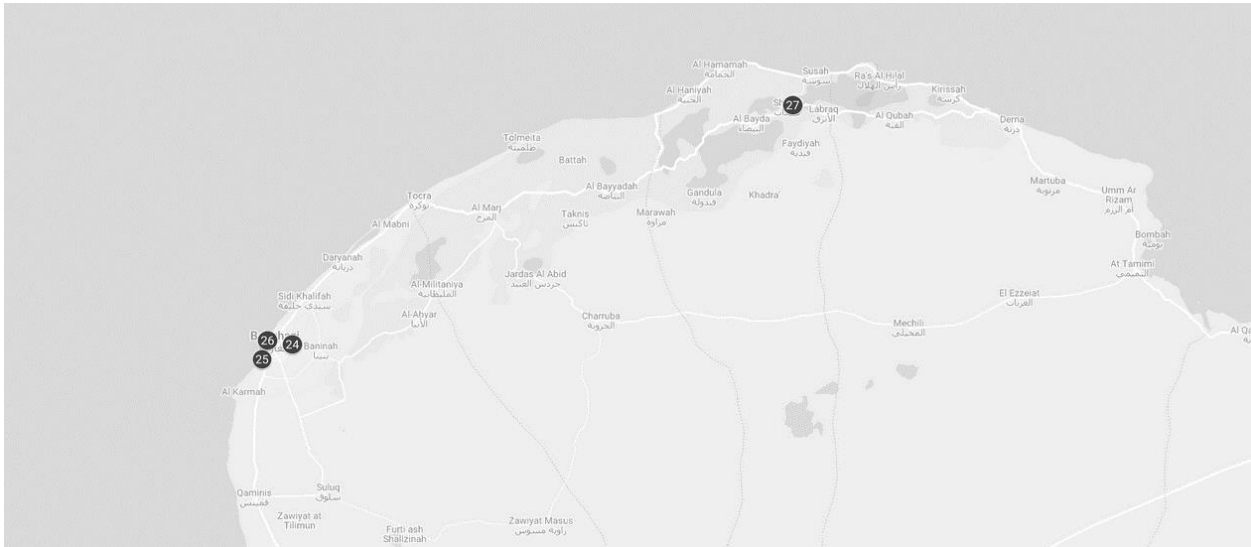 Al Hamamah
الحمامة
Susah
سوسة
Ra's Al Hilal
راس الهلال
Al Haniyah
الحنية
Kirissah
كرسة
27
Labraq
الأبرق
Al Bayda
البيضاء
Al Qubah
القبة
Derna
درنة
Tolmeita
طلميثة
Faydiyah
فيدية
Battah
Al Bayyadah
البياضة
Gandula
قندولة
Khadra'
Martuba
مرتوبة
Umm Ar
Rizam
أم الرزم
Tocra
توكرة
Al Marj
المرج
Taknis
تاكنس
Marawah
مراوة
Al Mabni
Bombah
بومبة
Daryanah
دريانة
At Tamimi
التميمي
Jardas Al Abid
جردس العبيد
Al-Militaniya
المليطانية
Sidi Khalifah
سيدي خليفة
El Ezzeiat
العزيات
Al Ahyar
الأبيار
Charruba
الخروبة
Mechili
المخيلي
26
24
Baninah
بنينا
25
Al Karmah
Qaminis
قمينس
Suluq
سلوق
Zawiyat at
Tilimun
Furti ash
Shalizinah
Zawiyat Masus
زاوية مسوس